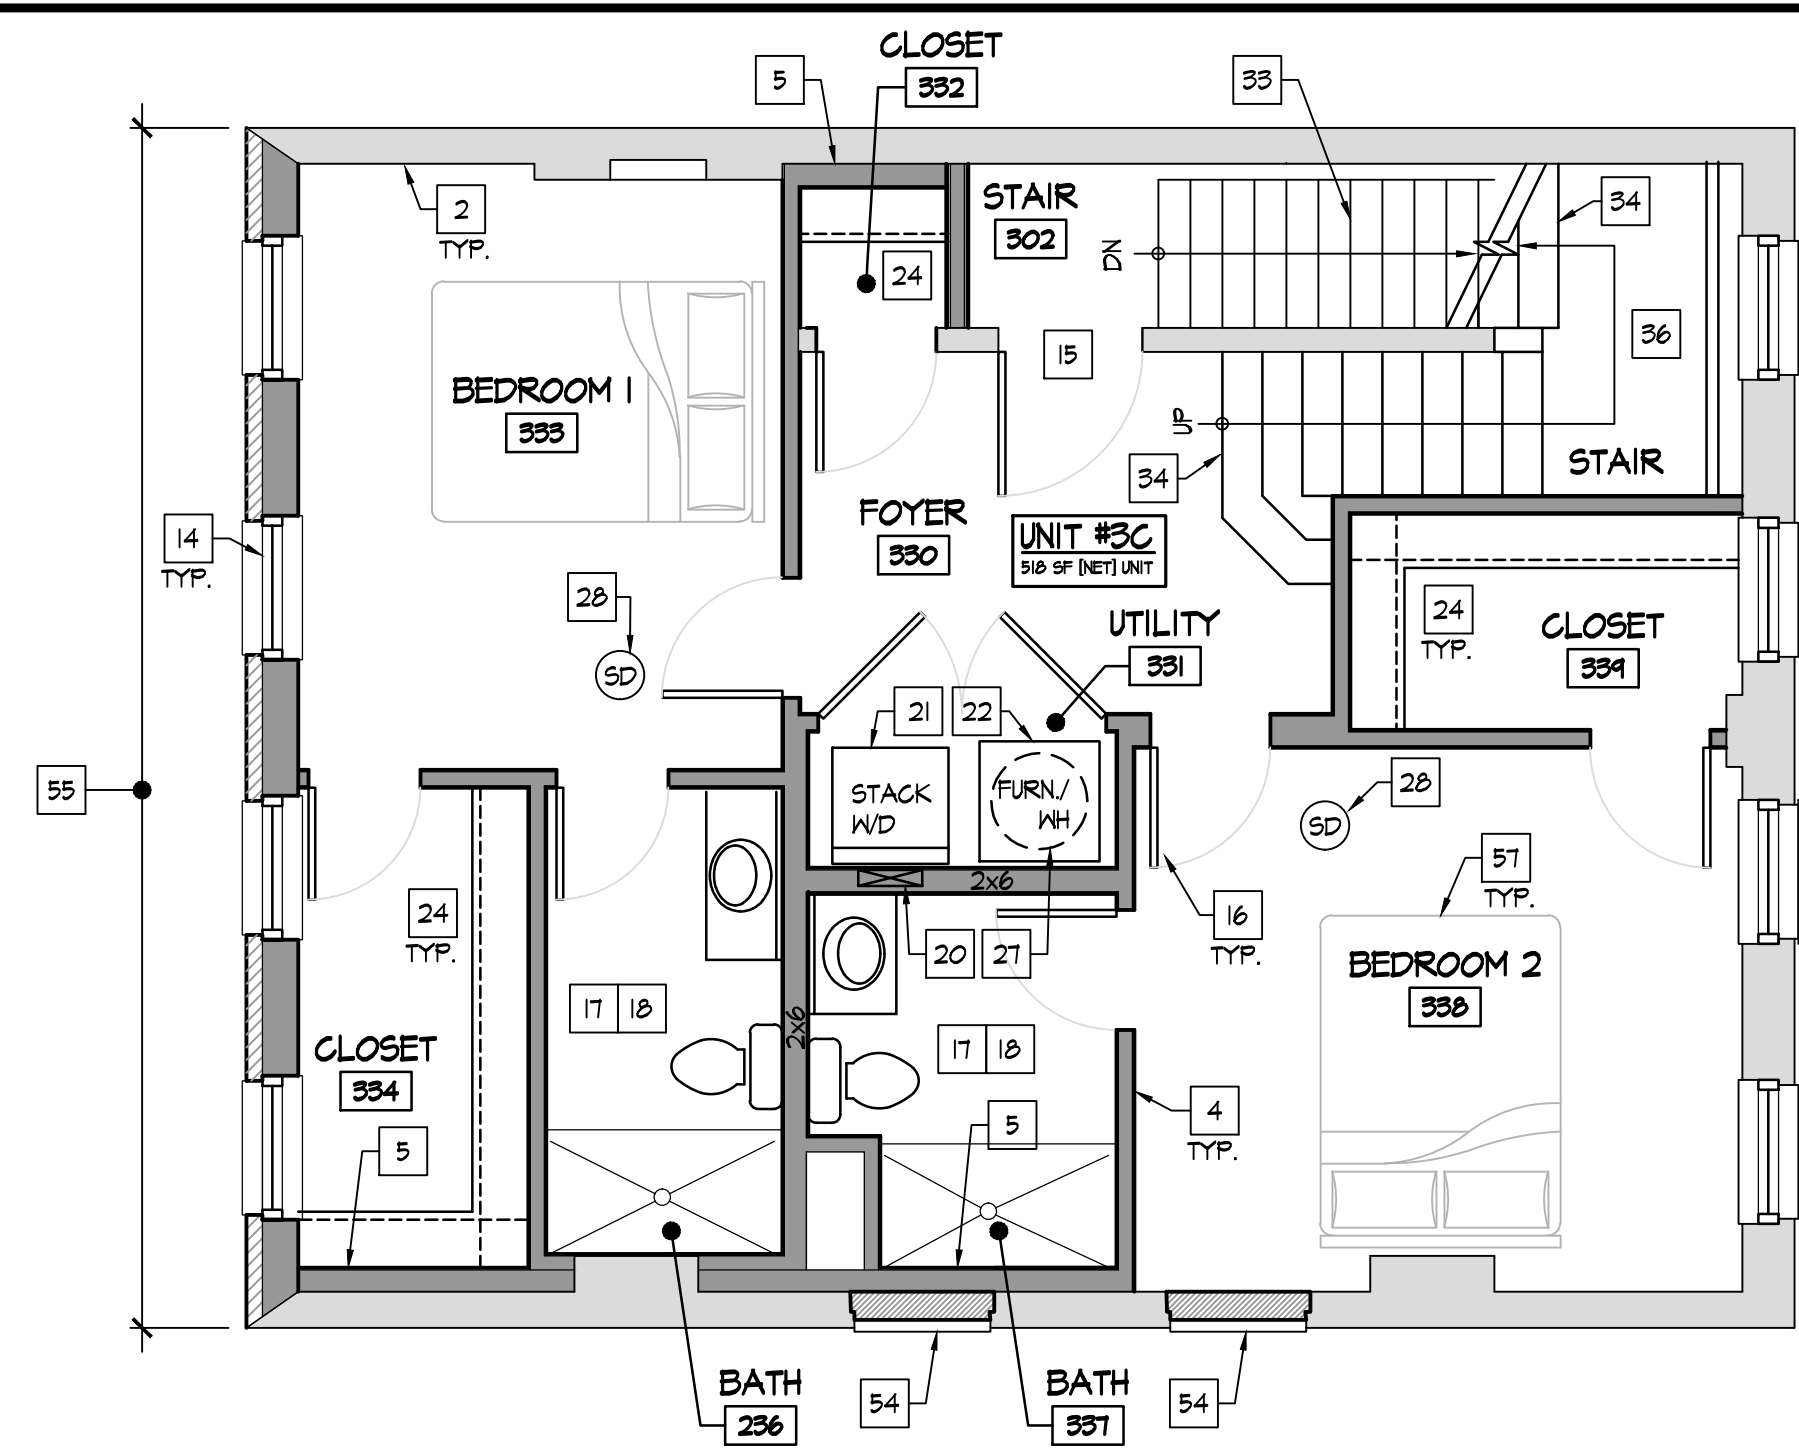 CLOSET
332
5
33
2
TYP.
STAIR
302
34
DN
24
15
36
BEDROOM 1
333
UP
34
STAIR
FOYER
330
UNIT #3C
518 SF [NET] UNIT
14
TYP.
28
SD
UTILITY
331
24
TYP.
CLOSET
339
21
22
55
STACK
W/D
FURN./
WH
28
SD
2x6
57
TYP.
24
TYP.
20
27
16
TYP.
BEDROOM 2
338
17
18
2x6
17
18
CLOSET
334
5
5
4
TYP.
BATH
236
54
BATH
337
54